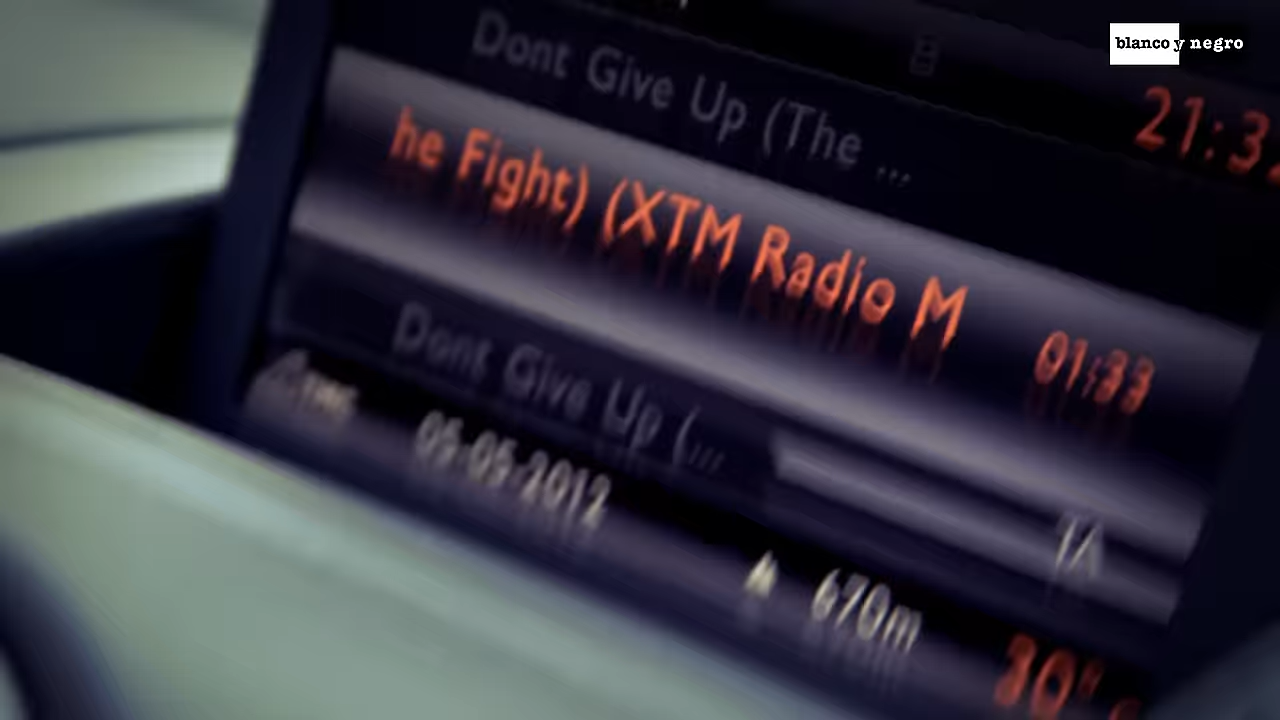 blanco y negro
Dont Give Up (The ...
21:3
he Fight) (XTM Radio M
01:33
Dont Give Up (...
05-05-2012
TA
670m
30°